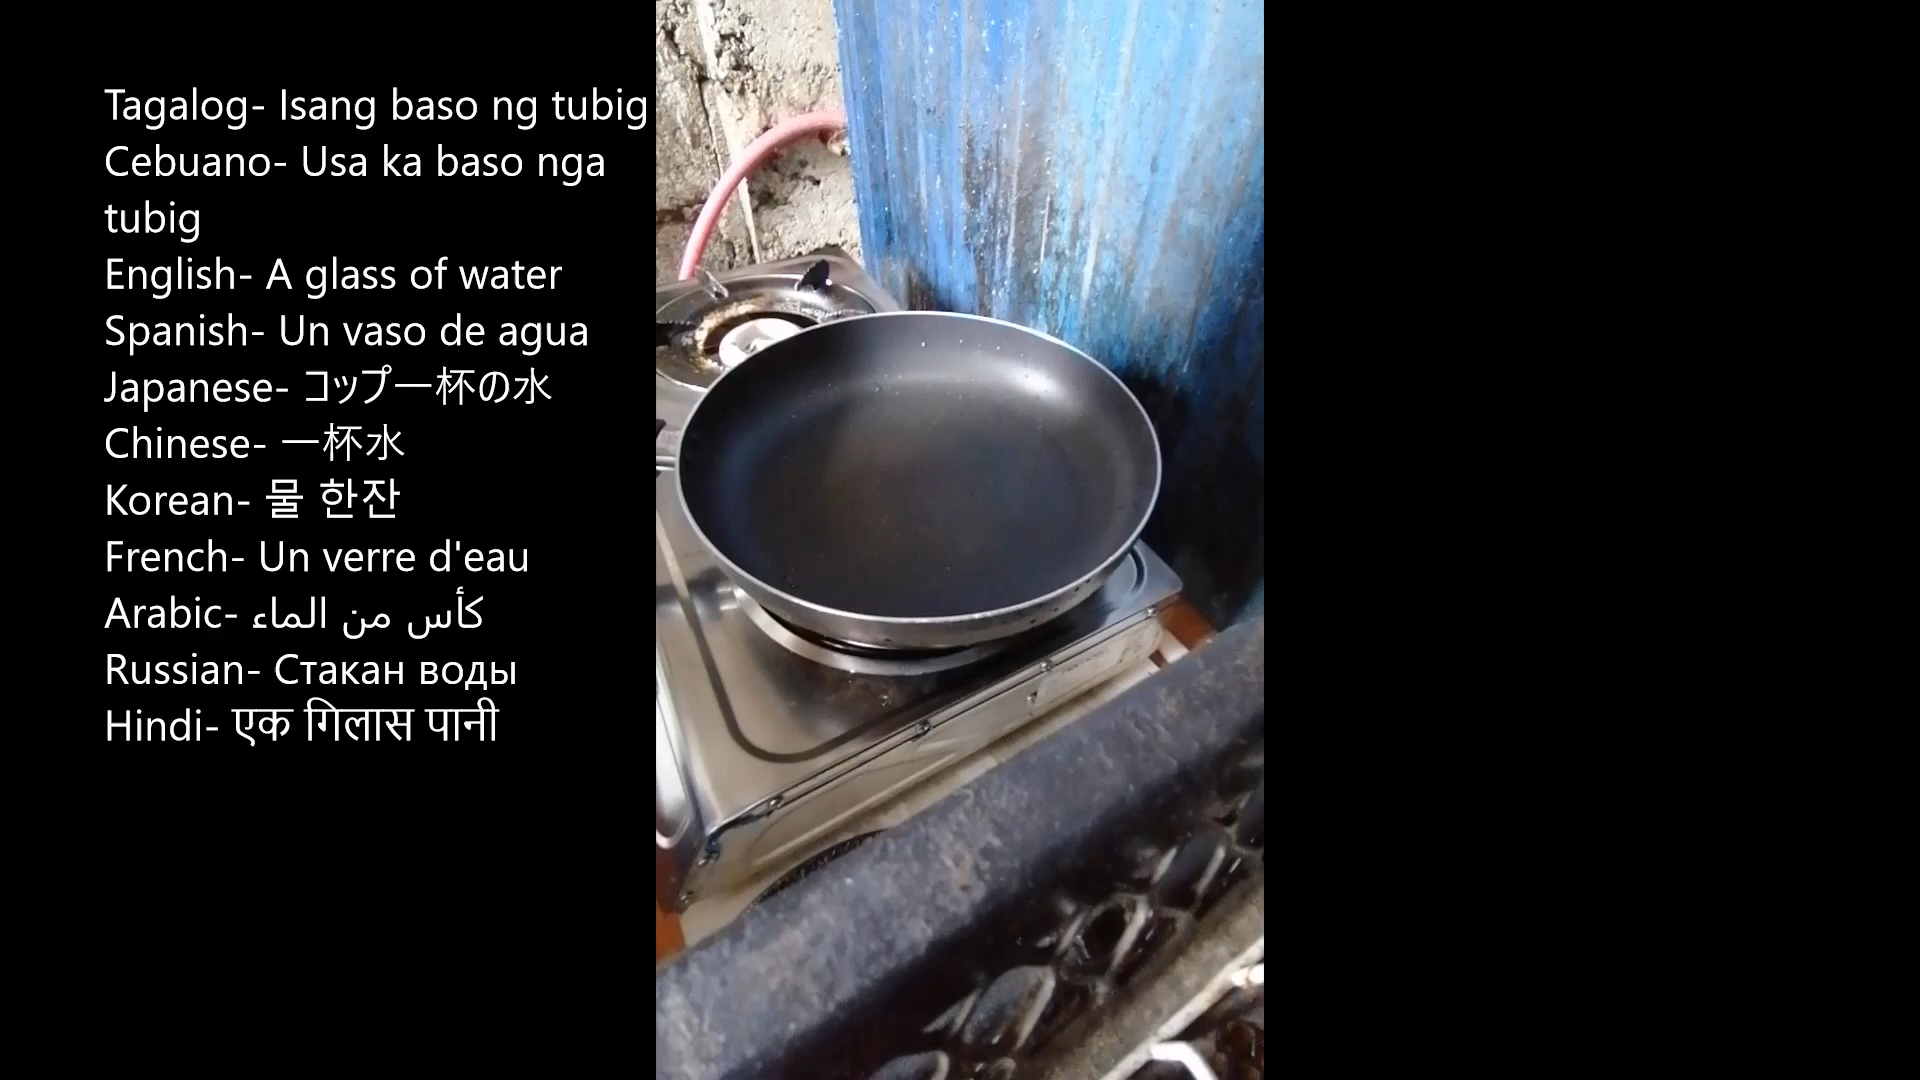 Tagalog- Isang baso ng tubig
Cebuano- Usa ka baso nga
tubig
English- A glass of water
Spanish- Un vaso de agua
Japanese- コップ一杯の水
Chinese- 一杯水
Korean- 물 한잔
French- Un verre d'eau
Arabic- كأس من الماء
Russian- Стакан воды
Hindi- एक गिलास पानी